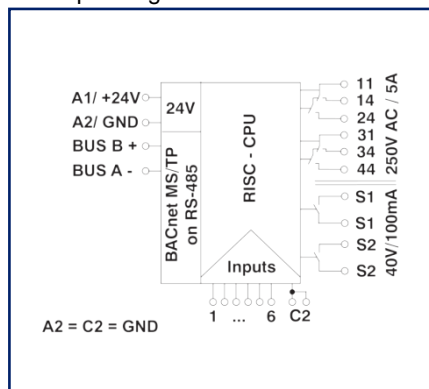 A1/ +24V
A2/ GND
BUS B +
BUS A -
24V
BACnet MS/TP
on RS-485
RISC - CPU
Inputs
11
14
24
31
34
44
250V AC / 5A
S1
S1
S2
S2
40V/100mA
1 ... 6 C2
A2 = C2 = GND